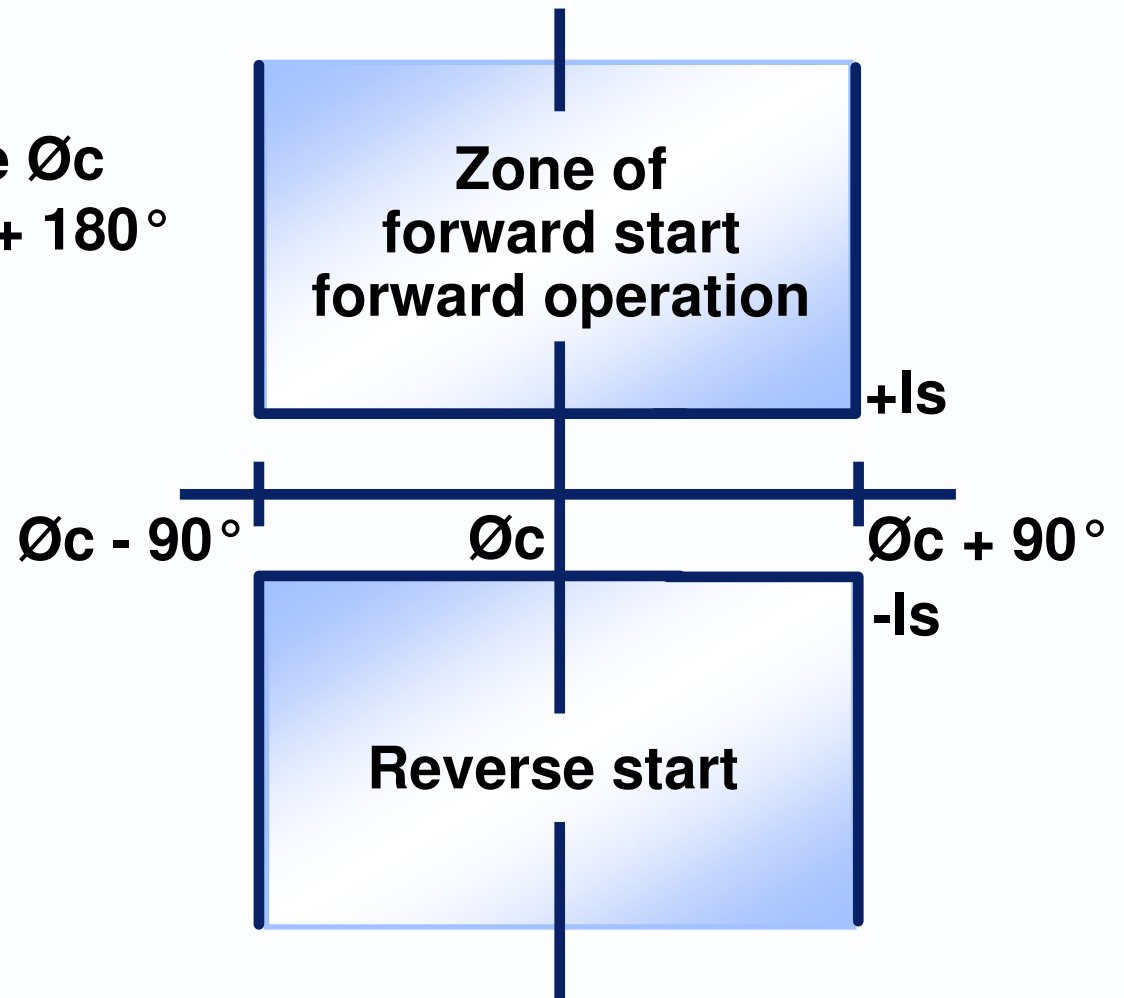 e Øc
+ 180°
Zone of
forward start
forward operation
+Is
Øc - 90°
Øc
Øc + 90°
-Is
Reverse start